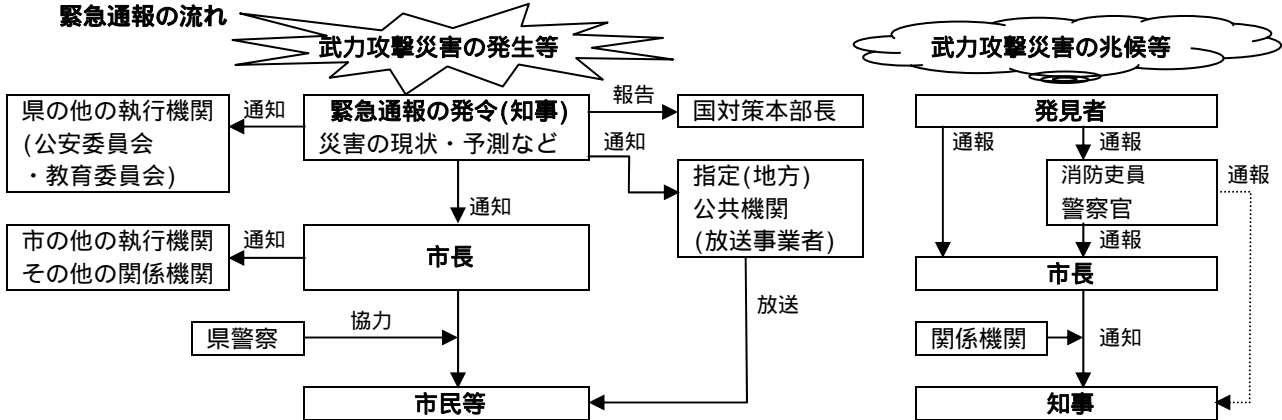 緊急通報の流れ
武力攻撃災害の発生等
県の他の執行機関
(公安委員会
・教育委員会)
通知
緊急通報の発令(知事)
災害の現状・予測など
報告
国対策本部長
通知
指定(地方)
公共機関
(放送事業者)
通知
市の他の執行機関
その他の関係機関
通知
市長
放送
県警察
協力
市民等
武力攻撃災害の兆候等
発見者
通報
通報
消防吏員
警察官
通報
通報
市長
関係機関
通知
知事